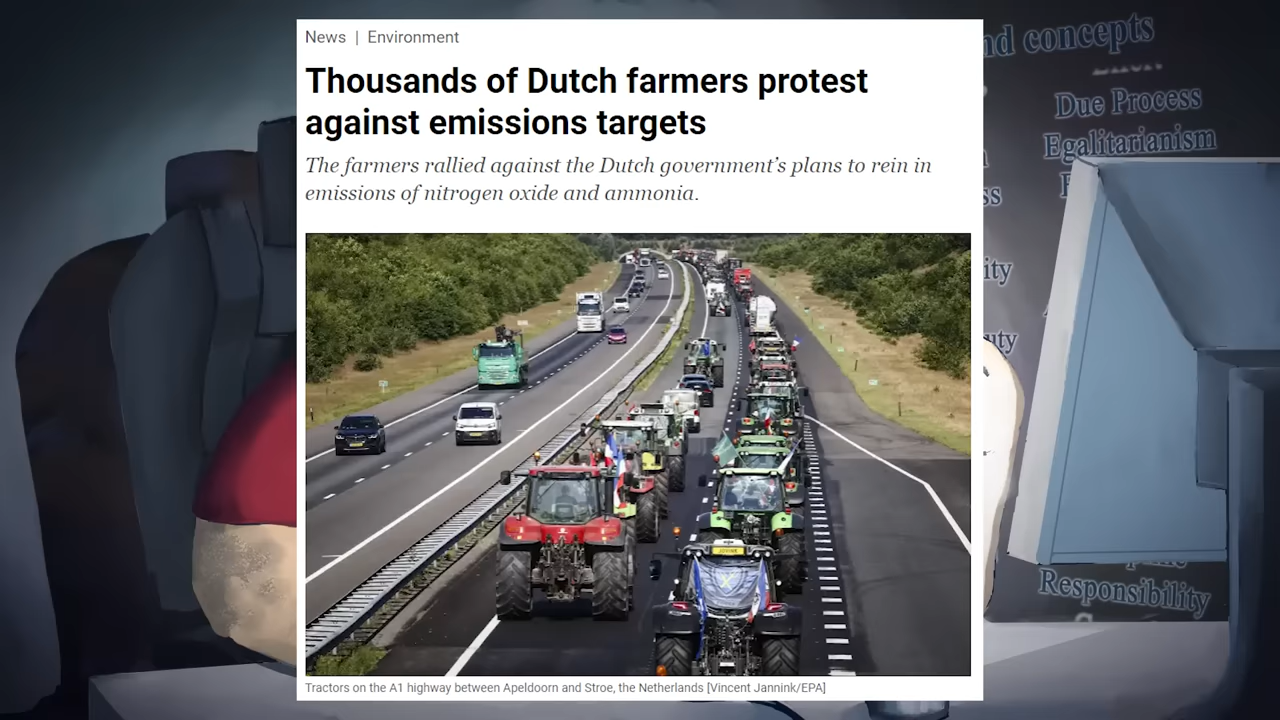 News | Environment
Thousands of Dutch farmers protest
against emissions targets
The farmers rallied against the Dutch government's plans to rein in
emissions of nitrogen oxide and ammonia.
Tractors on the A1 highway between Apeldoorn and Stroe, the Netherlands [Vincent Jannink/EPA]
concepts
Due Process
Egalitarianism
Responsibility